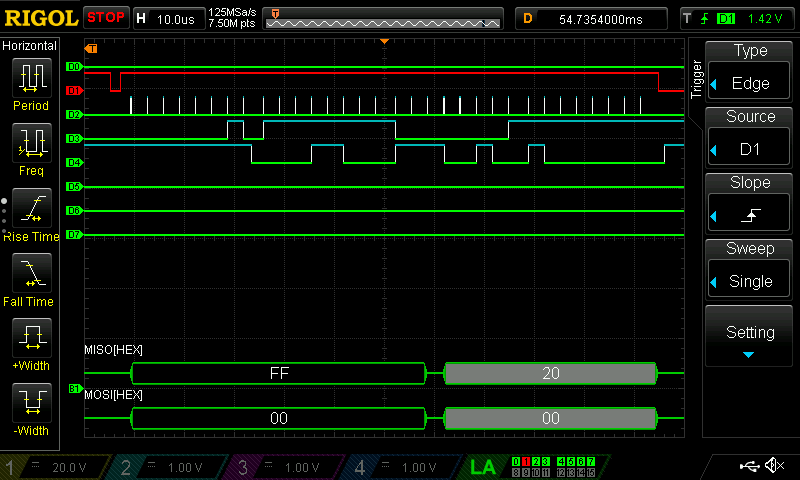 RIGOL STOP H 10.0us 125MSa/s 7.50M pts T D 54.7354000ms T D1 1.42 V
Horizontal
Period
Freq
Rise Time
Fall Time
+Width
-Width
T
D0
D1
D2
D3
D4
D5
D6
D7
MISO[HEX]
FF 20
B1
MOSI[HEX]
00 00
Trigger
Type
Edge
Source
D1
Slope
Sweep
Single
Setting
1 = 20.0 V 2 = 1.00 V 3 = 1.00 V 4 = 1.00 V LA
0 1 2 3 4 5 6 7
8 9 10 11 12 13 14 15